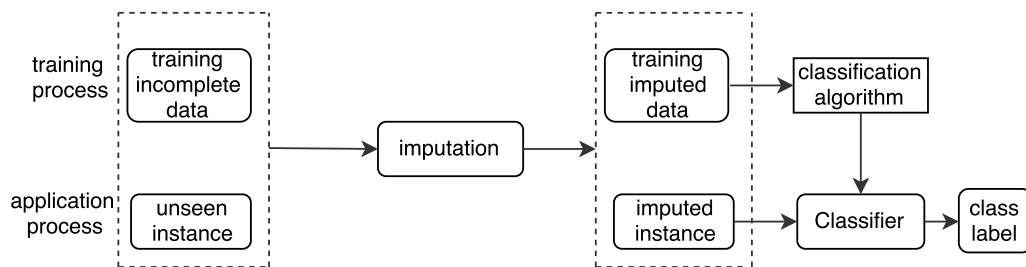 training
process
training
incomplete
data
imputation
training
imputed
data
classification
algorithm
application
process
unseen
instance
imputed
instance
Classifier
class
label